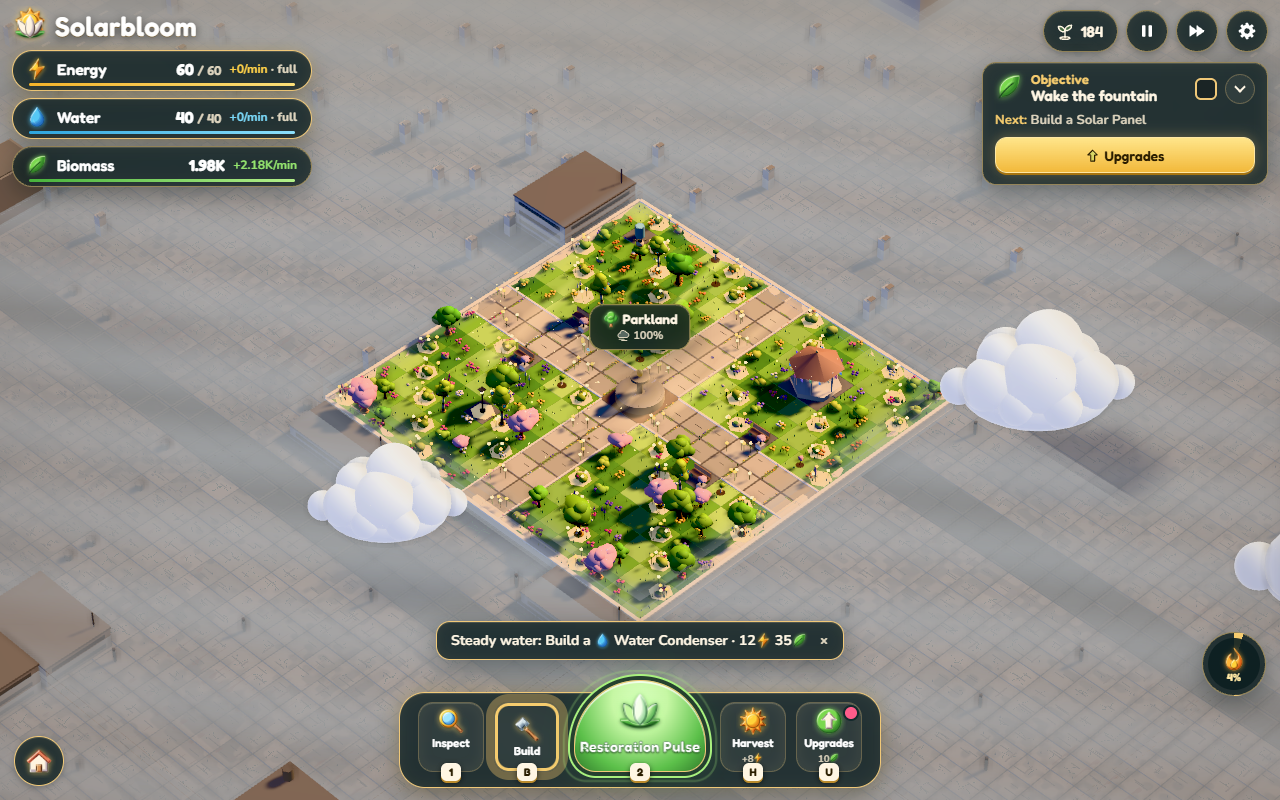 Solarbloom
Energy 60 / 60 +0/min · full
Water 40 / 40 +0/min · full
Biomass 1.98K +2.18K/min
184
Objective
Wake the fountain
Next: Build a Solar Panel
Upgrades
Parkland
100%
Steady water: Build a Water Condenser · 12 35 ×
4%
Inspect
1
Build
B
Restoration Pulse
2
Harvest
+8
H
Upgrades
10
U